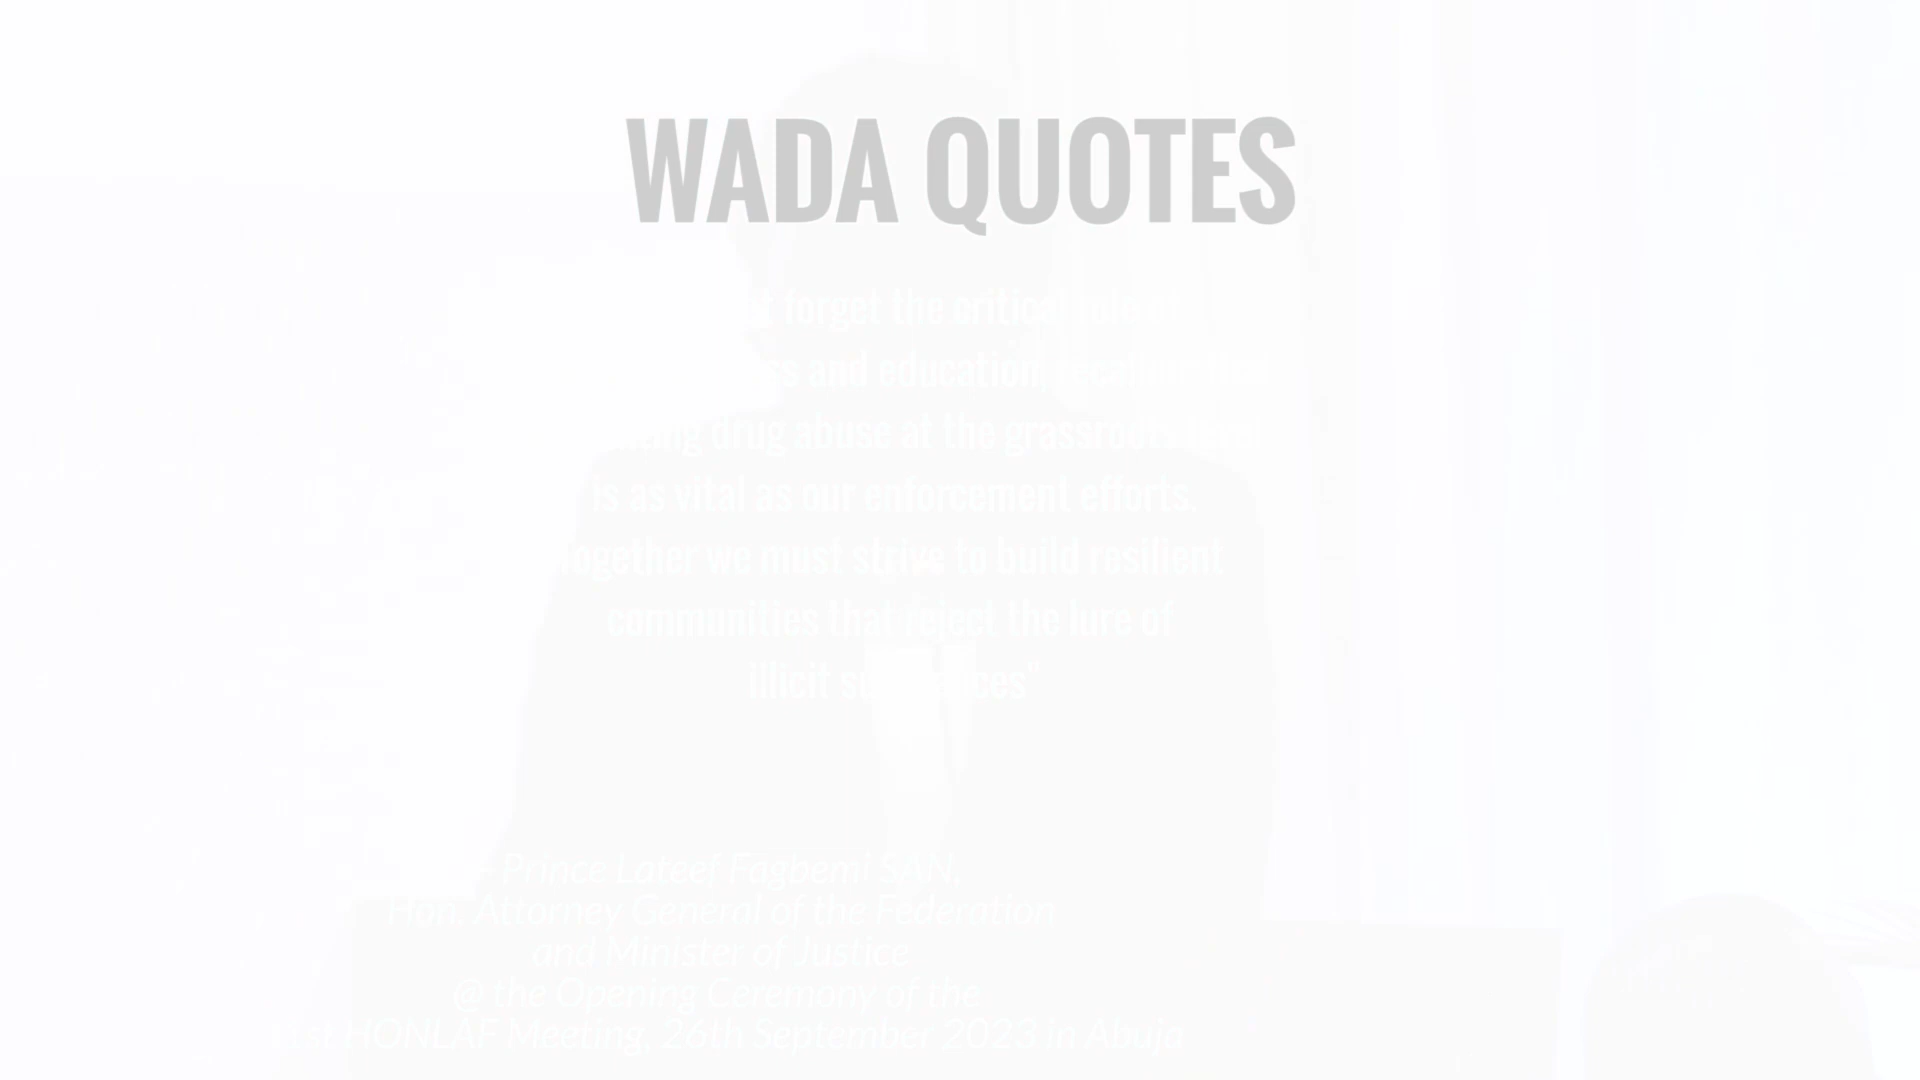 WADA QUOTES
forget the critical role of
and education, recalling that
drug abuse at the grassroots level
is as vital as our enforcement efforts.
Together we must strive to build resilient
communities that reject the lure of
illicit substances"
- Prince Lateef Fagbemi SAN,
Hon. Attorney General of the Federation
and Minister of Justice
@ the Opening Ceremony of the
HONLAF Meeting, 26th September 2023 in Abuja